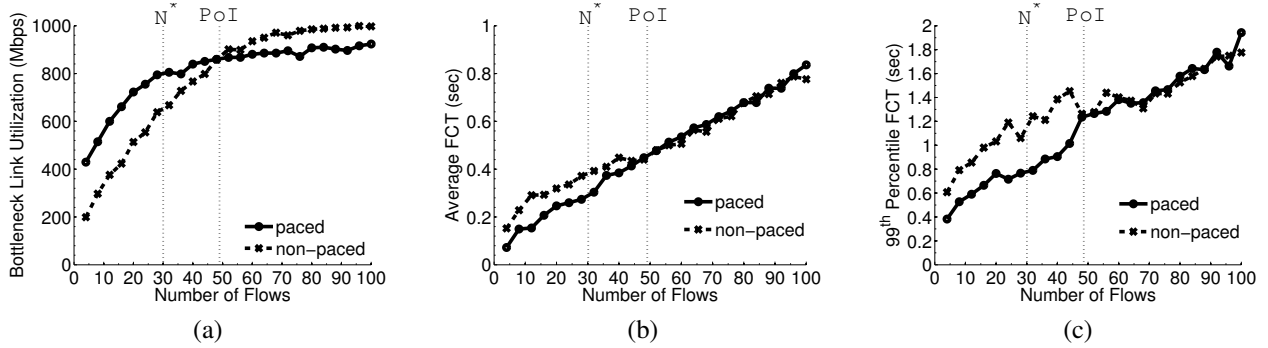 N* PoI
Bottleneck Link Utilization (Mbps)
1000
800
600
400
200
0
0 10 20 30 40 50 60 70 80 90 100
Number of Flows
paced
non−paced
(a)
N* PoI
Average FCT (sec)
1
0.8
0.6
0.4
0.2
0
0 10 20 30 40 50 60 70 80 90 100
Number of Flows
paced
non−paced
(b)
N* PoI
99th Percentile FCT (sec)
2
1.8
1.6
1.4
1.2
1
0.8
0.6
0.4
0.2
0
0 10 20 30 40 50 60 70 80 90 100
Number of Flows
paced
non−paced
(c)